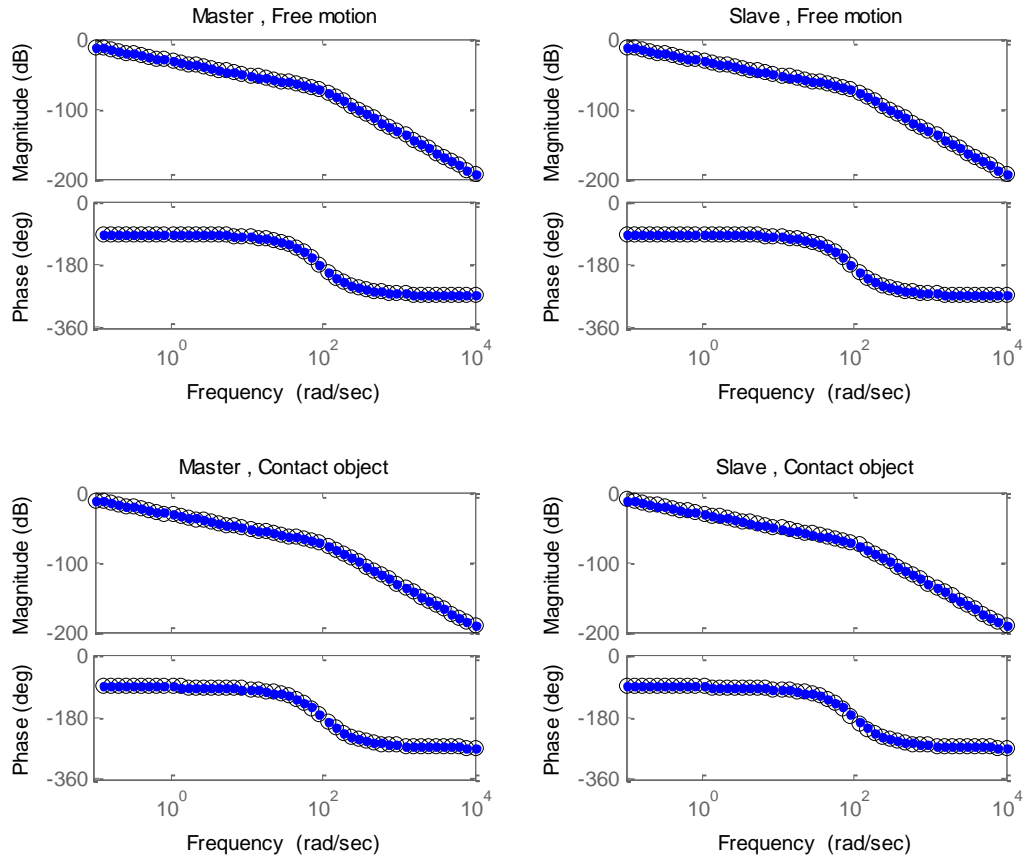 Master , Free motion
Magnitude (dB)
0
-100
-200
Phase (deg)
0
-180
-360
10^0
10^2
10^4
Frequency (rad/sec)
Slave , Free motion
Magnitude (dB)
0
-100
-200
Phase (deg)
0
-180
-360
10^0
10^2
10^4
Frequency (rad/sec)
Master , Contact object
Magnitude (dB)
0
-100
-200
Phase (deg)
0
-180
-360
10^0
10^2
10^4
Frequency (rad/sec)
Slave , Contact object
Magnitude (dB)
0
-100
-200
Phase (deg)
0
-180
-360
10^0
10^2
10^4
Frequency (rad/sec)